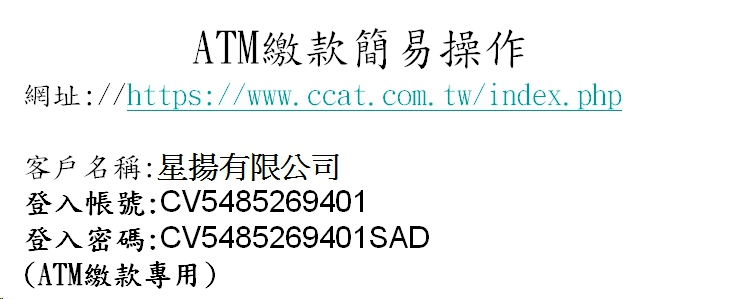 ATM繳款簡易操作
網址://https://www.ccat.com.tw/index.php
客戶名稱:星揚有限公司
登入帳號:CV5485269401
登入密碼:CV5485269401SAD
(ATM繳款專用)